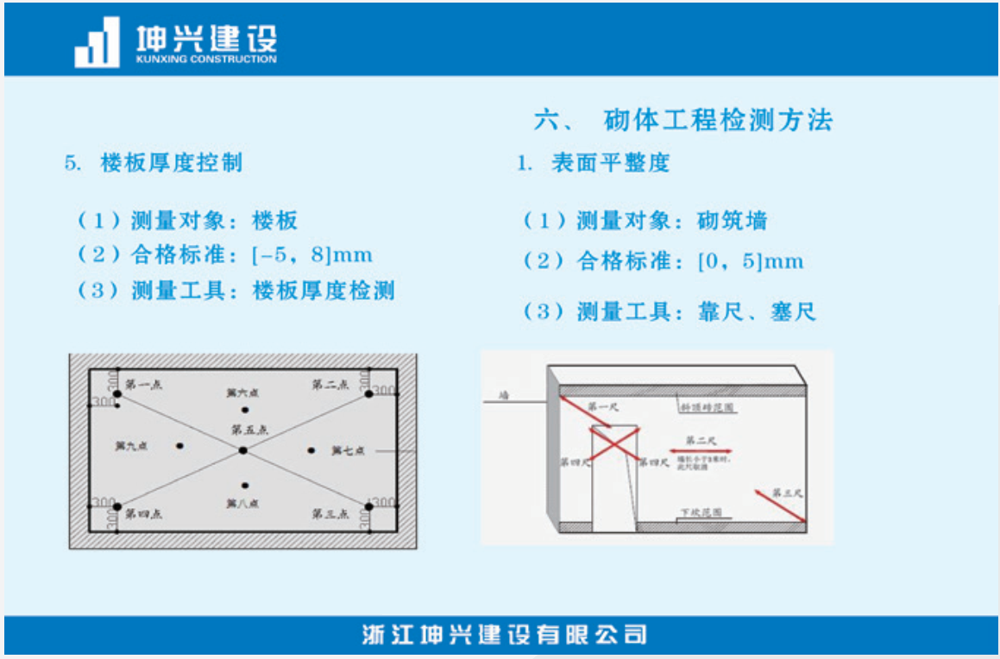 坤兴建设
KUNXING CONSTRUCTION
5. 楼板厚度控制
（1）测量对象：楼板
（2）合格标准：[-5，8]mm
（3）测量工具：楼板厚度检测
300
第一点
第六点
第二点
300
300
300
第五点
第九点
第七点
300
300
第四点
第八点
第三点
300
300
六、 砌体工程检测方法
1. 表面平整度
（1）测量对象：砌筑墙
（2）合格标准：[0，5]mm
（3）测量工具：靠尺、塞尺
墙
第一尺
斜顶砖范围
第二尺
墙长小于3米时，
此尺取消
第四尺
第四尺
第三尺
下坎范围
浙江坤兴建设有限公司